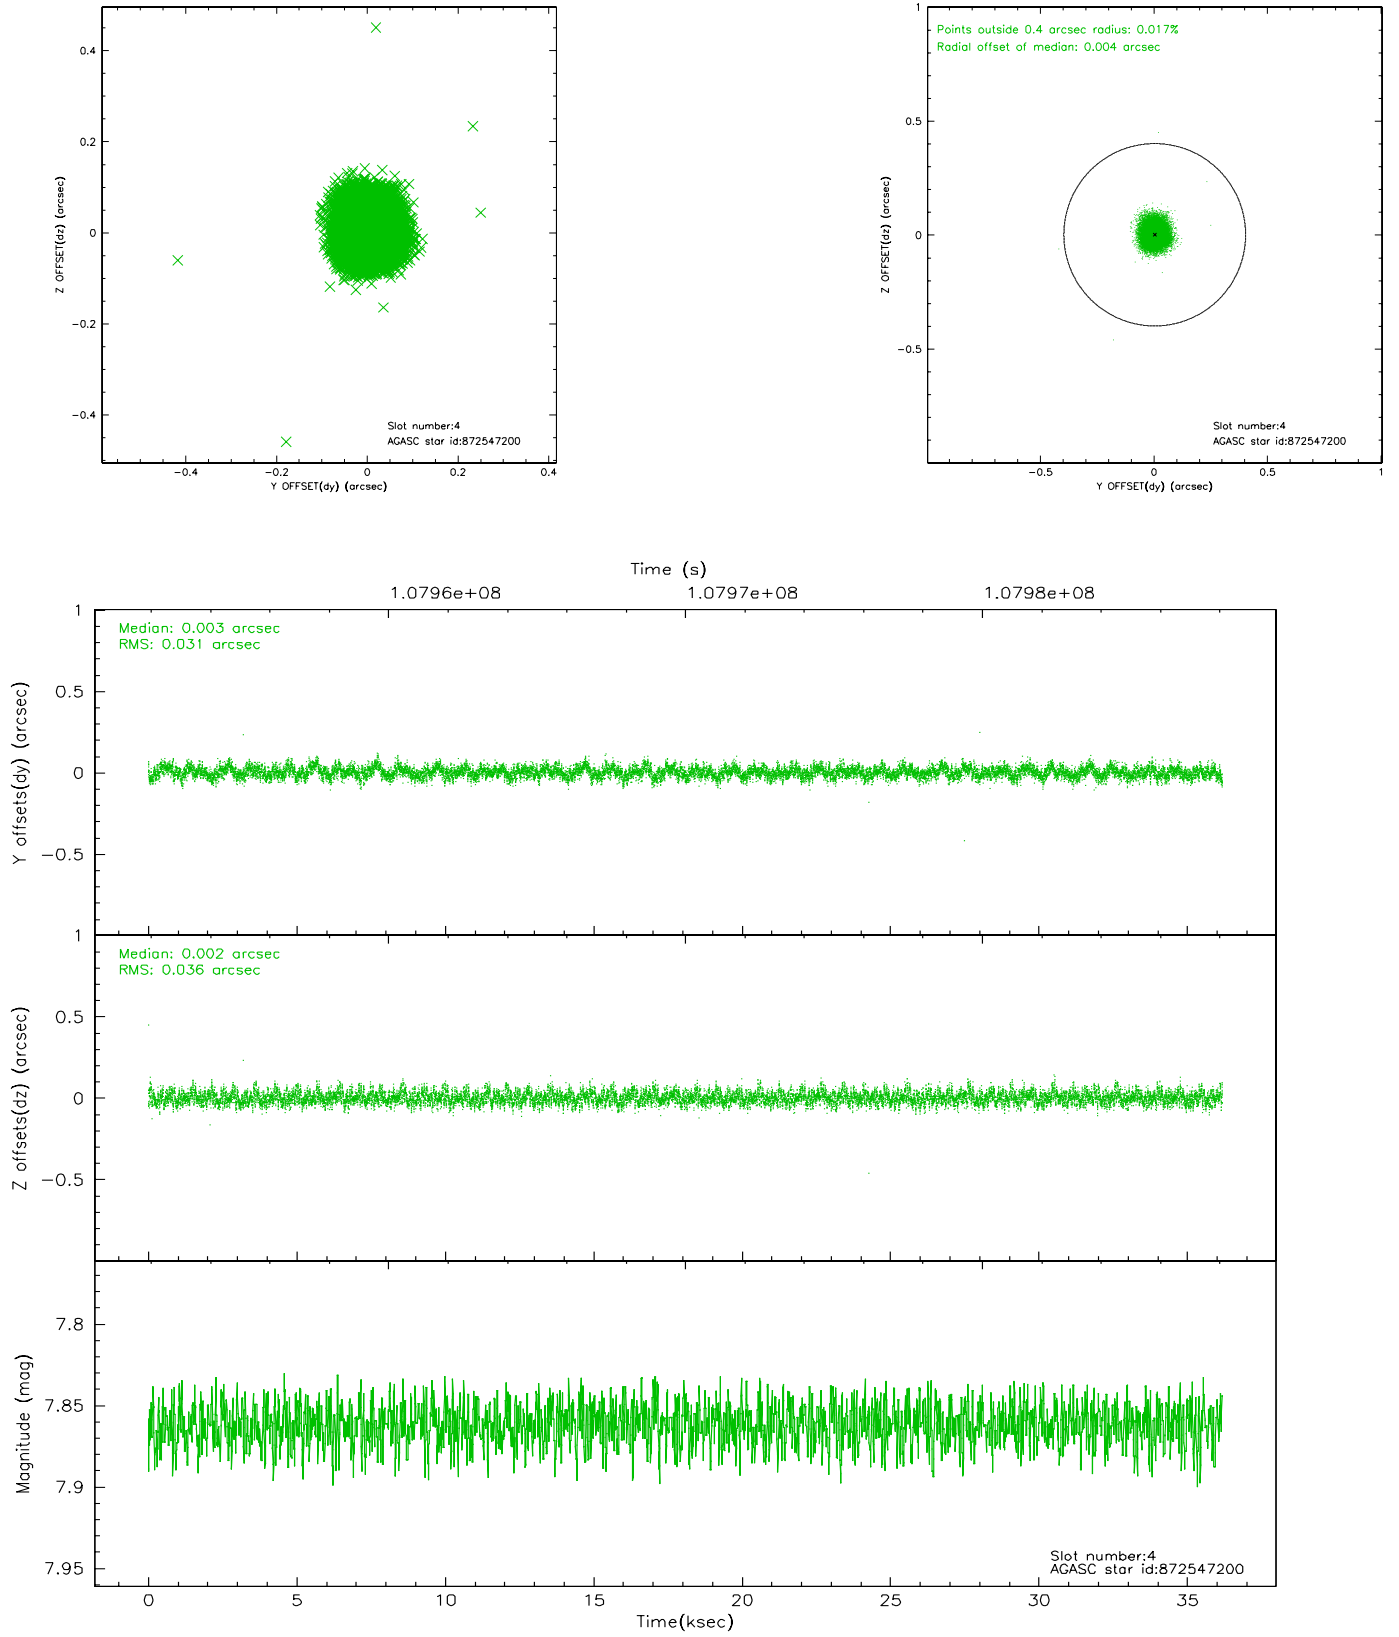 0.4
0.2
0
−0.2
−0.4
Z OFFSET(dz) (arcsec)
Slot number:4
AGASC star id:872547200
−0.4
−0.2
0
0.2
0.4
Y OFFSET(dy) (arcsec)
1
0.5
0
−0.5
Z OFFSET(dz) (arcsec)
Points outside 0.4 arcsec radius: 0.017%
Radial offset of median: 0.004 arcsec
Slot number:4
AGASC star id:872547200
−0.5
0
0.5
1
Y OFFSET(dy) (arcsec)
Time (s)
1.0796e+08
1.0797e+08
1.0798e+08
1
0.5
0
−0.5
Y offsets(dy) (arcsec)
Median: 0.003 arcsec
RMS: 0.031 arcsec
1
0.5
0
−0.5
Z offsets(dz) (arcsec)
Median: 0.002 arcsec
RMS: 0.036 arcsec
7.8
7.85
7.9
7.95
Magnitude (mag)
Slot number:4
AGASC star id:872547200
0
5
10
15
20
25
30
35
Time(ksec)